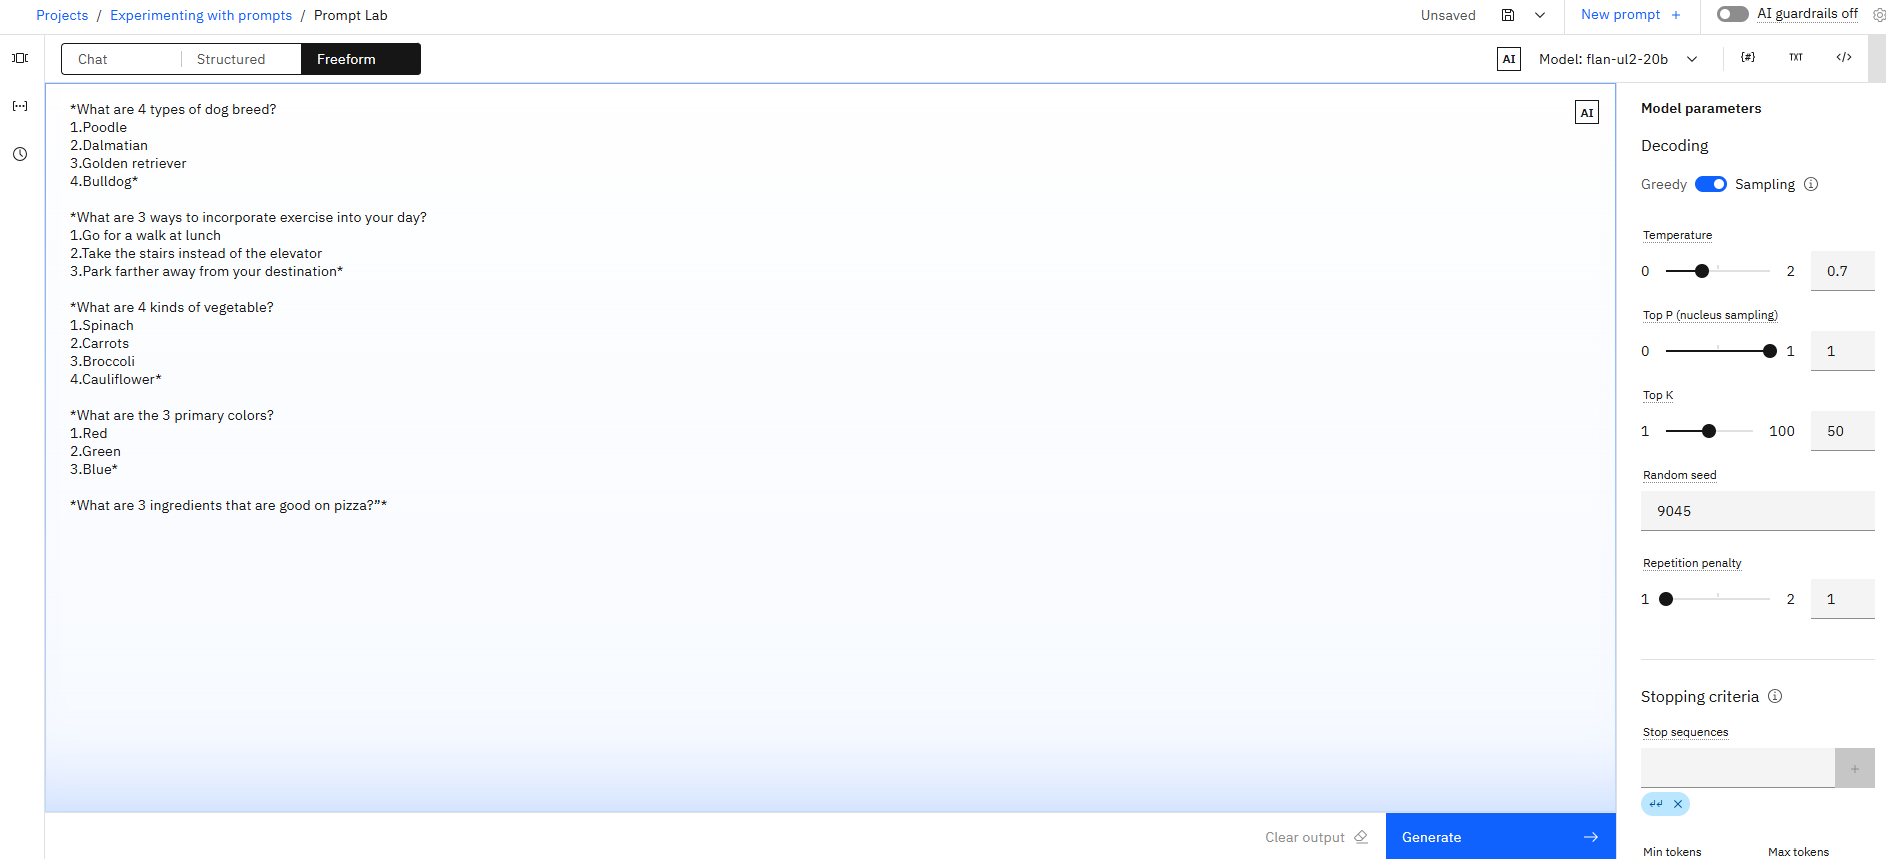 Projects / Experimenting with prompts / Prompt Lab
Unsaved
New prompt +
AI guardrails off
Chat
Structured
Freeform
AI
Model: flan-ul2-20b
{#}
TXT
</>
*What are 4 types of dog breed?
1.Poodle
2.Dalmatian
3.Golden retriever
4.Bulldog*
*What are 3 ways to incorporate exercise into your day?
1.Go for a walk at lunch
2.Take the stairs instead of the elevator
3.Park farther away from your destination*
*What are 4 kinds of vegetable?
1.Spinach
2.Carrots
3.Broccoli
4.Cauliflower*
*What are the 3 primary colors?
1.Red
2.Green
3.Blue*
*What are 3 ingredients that are good on pizza?”*
AI
Clear output
Generate
Model parameters
Decoding
Greedy Sampling
Temperature
0 2 0.7
Top P (nucleus sampling)
0 1 1
Top K
1 100 50
Random seed
9045
Repetition penalty
1 2 1
Stopping criteria
Stop sequences
+
↲↲ ×
Min tokens Max tokens